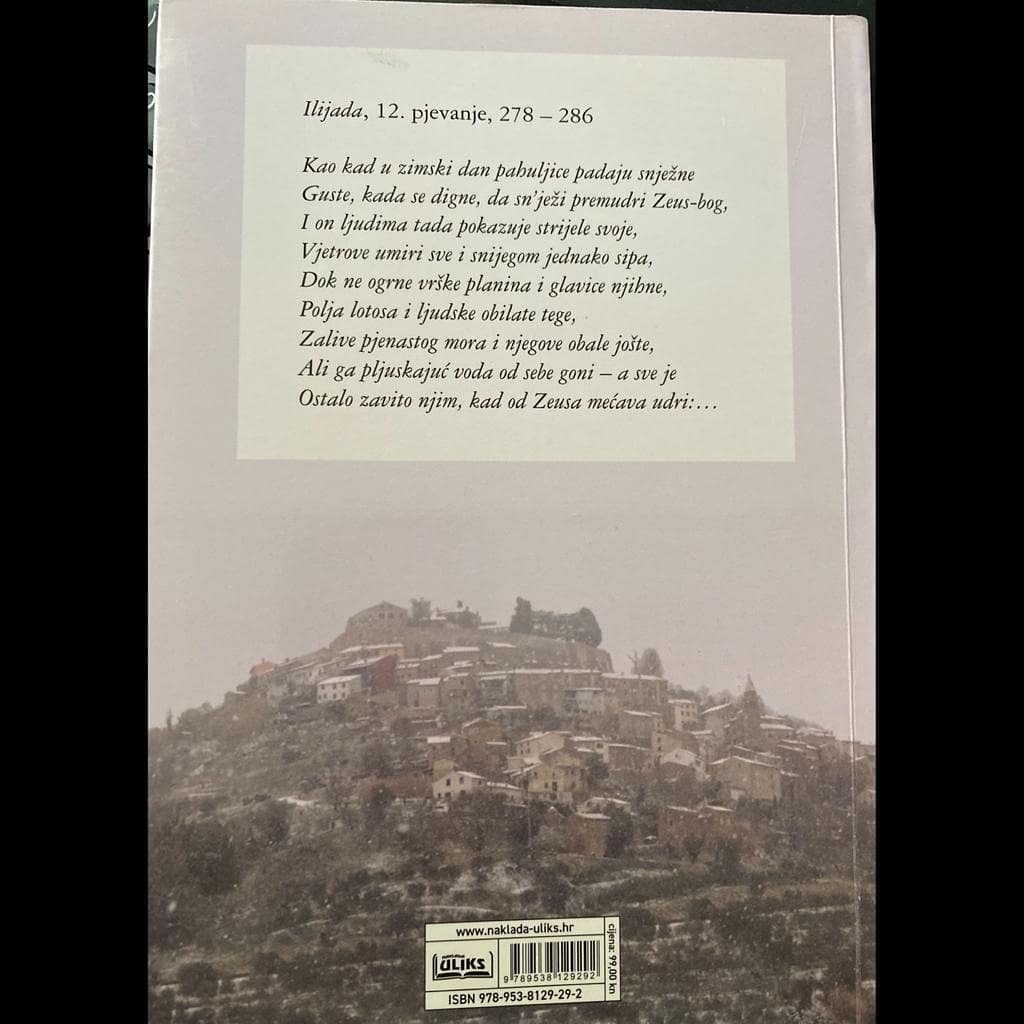 Ilijada, 12. pjevanje, 278 – 286
Kao kad u zimski dan pahuljice padaju snježne
Guste, kada se digne, da sn'ježi premudri Zeus-bog,
I on ljudima tada pokazuje strijele svoje,
Vjetrove umiri sve i snijegom jednako sipa,
Dok ne ogrne vrške planina i glavice njihne,
Polja lotosa i ljudske obilate tege,
Zalive pjenastog mora i njegove obale jošte,
Ali ga pljuskajuć voda od sebe goni – a sve je
Ostalo zavito njim, kad od Zeusa mećava udri:…
www.naklada-uliks.hr
ULIKS
9 789538 129292
ISBN 978-953-8129-29-2
cijena: 99,00 kn